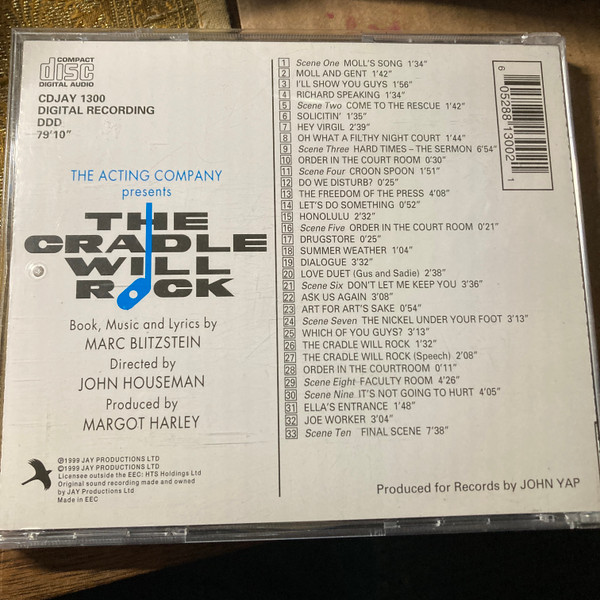 COMPACT
disc
DIGITAL AUDIO
CDJAY 1300
DIGITAL RECORDING
DDD
79'10"
THE ACTING COMPANY
presents
THE
CRADLE
WILL
ROCK
Book, Music and Lyrics by
MARC BLITZSTEIN
Directed by
JOHN HOUSEMAN
Produced by
MARGOT HARLEY
℗1999 JAY PRODUCTIONS LTD
©1999 JAY PRODUCTIONS LTD
Licensee outside the EEC: HTS Holdings Ltd
Original sound recording made and owned
by JAY Productions Ltd
Made in EEC
1 Scene One MOLL'S SONG 1'34"
2 MOLL AND GENT 1'42"
3 I'LL SHOW YOU GUYS 1'56"
4 RICHARD SPEAKING 1'34"
5 Scene Two COME TO THE RESCUE 1'42"
6 SOLICITIN' 1'35"
7 HEY VIRGIL 2'39"
8 OH WHAT A FILTHY NIGHT COURT 1'44"
9 Scene Three HARD TIMES – THE SERMON 6'54"
10 ORDER IN THE COURT ROOM 0'30"
11 Scene Four CROON SPOON 1'51"
12 DO WE DISTURB? 0'25"
13 THE FREEDOM OF THE PRESS 4'08"
14 LET'S DO SOMETHING 0'52"
15 HONOLULU 2'32"
16 Scene Five ORDER IN THE COURT ROOM 0'21"
17 DRUGSTORE 0'25"
18 SUMMER WEATHER 1'04"
19 DIALOGUE 3'32"
20 LOVE DUET (Gus and Sadie) 2'38"
21 Scene Six DON'T LET ME KEEP YOU 3'36"
22 ASK US AGAIN 3'08"
23 ART FOR ART'S SAKE 0'54"
24 Scene Seven THE NICKEL UNDER YOUR FOOT 3'13"
25 WHICH OF YOU GUYS? 3'13"
26 THE CRADLE WILL ROCK 1'32"
27 THE CRADLE WILL ROCK (Speech) 2'08"
28 ORDER IN THE COURTROOM 0'11"
29 Scene Eight FACULTY ROOM 4'26"
30 Scene Nine IT'S NOT GOING TO HURT 4'05"
31 ELLA'S ENTRANCE 1'48"
32 JOE WORKER 3'04"
33 Scene Ten FINAL SCENE 7'38"
6 05288 13002 1
Produced for Records by JOHN YAP